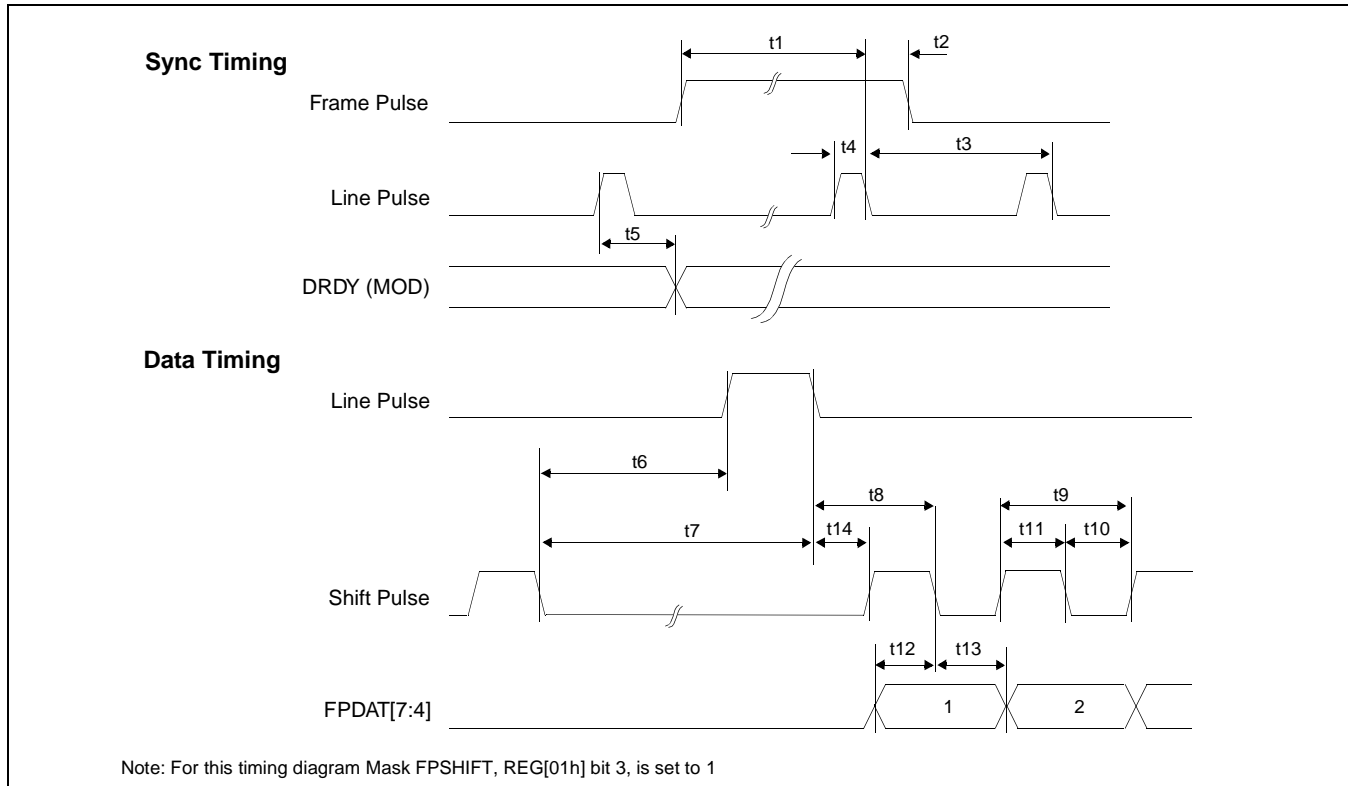 Sync Timing
t1
t2
Frame Pulse
t4
t3
Line Pulse
t5
DRDY (MOD)
Data Timing
Line Pulse
t6
t8
t9
t7
t14
t11
t10
Shift Pulse
t12
t13
FPDAT[7:4]
1
2
Note: For this timing diagram Mask FPSHIFT, REG[01h] bit 3, is set to 1